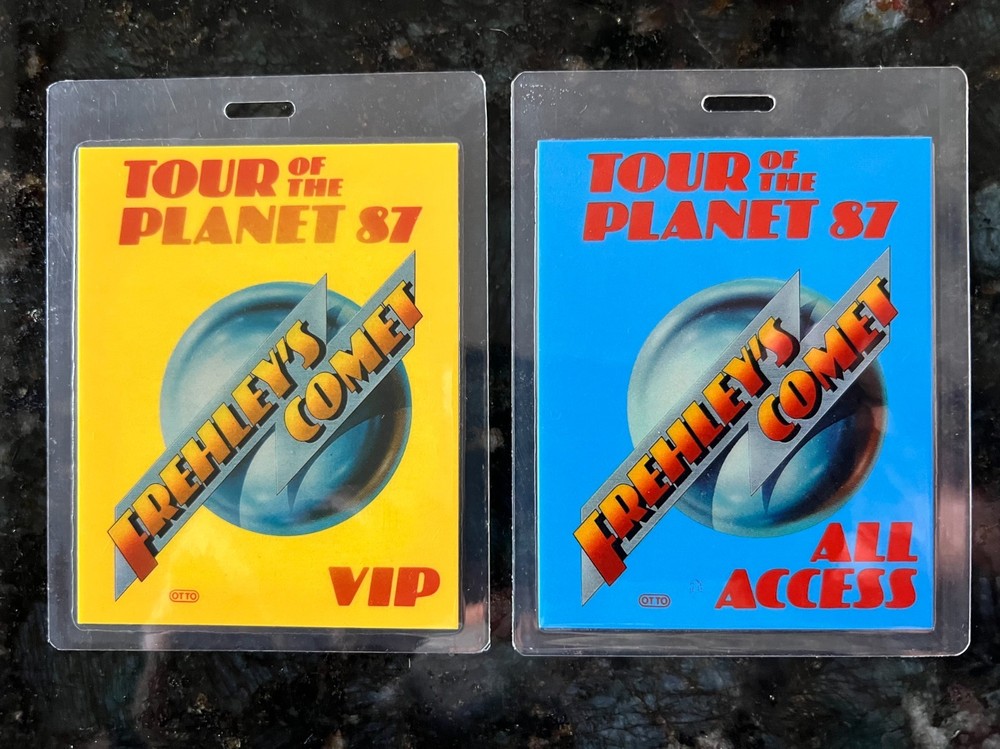 TOUR OF THE
PLANET 87
FREHLEY'S
COMET
OTTO
VIP
TOUR OF THE
PLANET 87
FREHLEY'S
COMET
OTTO
ALL
ACCESS